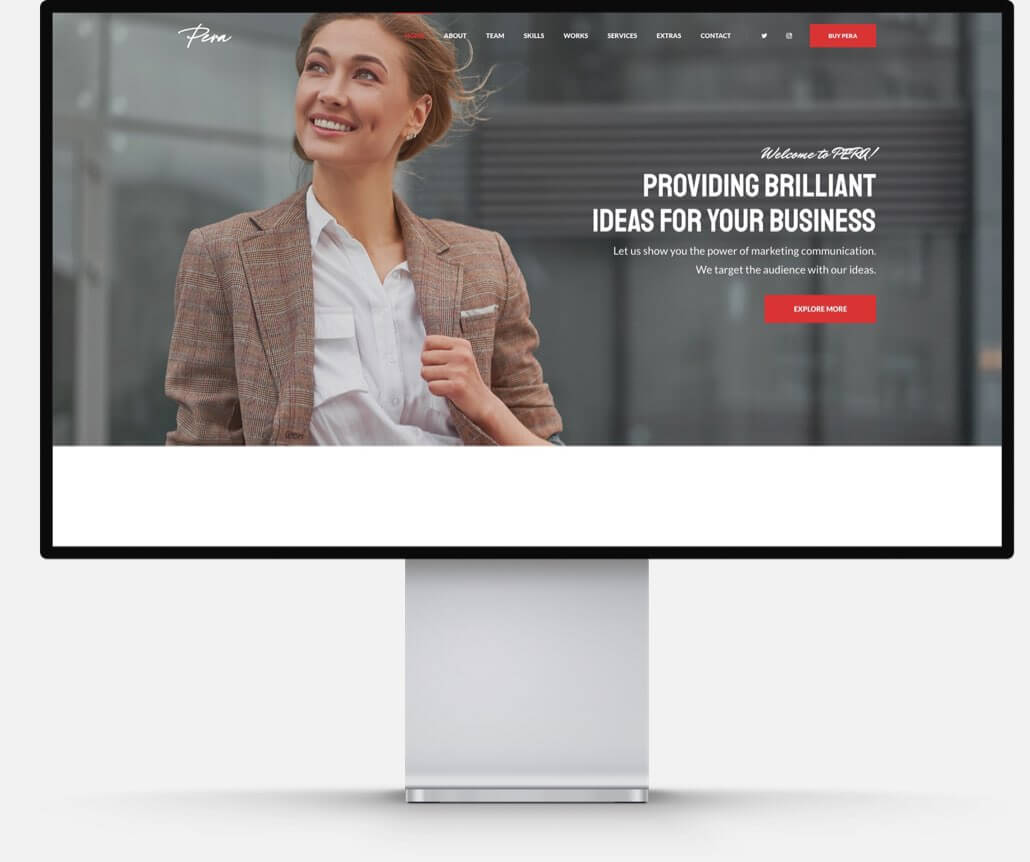 Pera
HOME ABOUT TEAM SKILLS WORKS SERVICES EXTRAS CONTACT BUY PERA
Welcome to PERA!
PROVIDING BRILLIANT
IDEAS FOR YOUR BUSINESS
Let us show you the power of marketing communication.
We target the audience with our ideas.
EXPLORE MORE